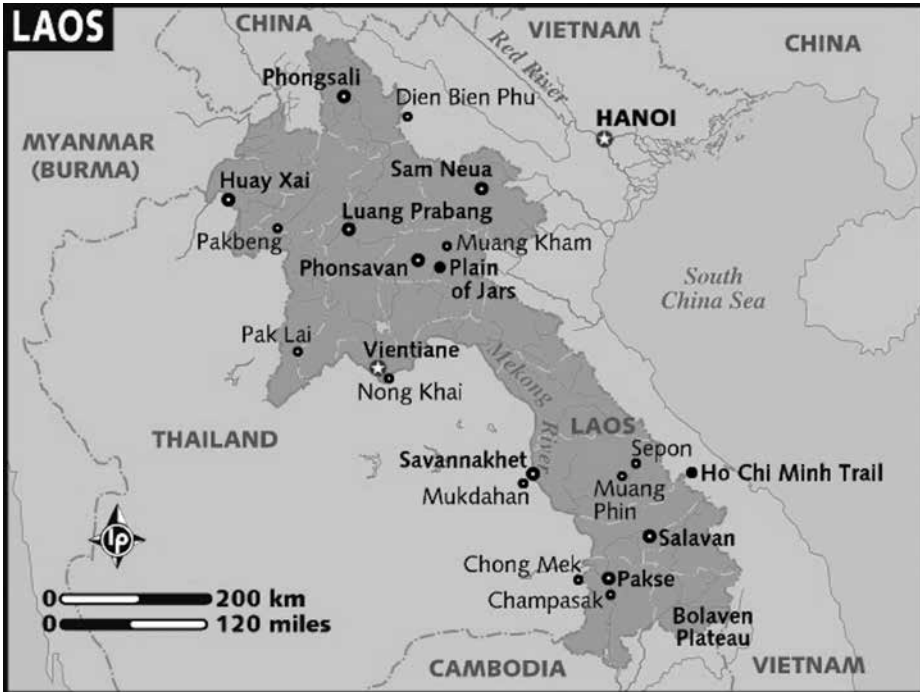 LAOS
CHINA
VIETNAM
CHINA
Red River
Phongsali
Dien Bien Phu
HANOI
MYANMAR
(BURMA)
Sam Neua
Huay Xai
Luang Prabang
Pakbeng
Muang Kham
Phonsavan
Plain
of Jars
South
China Sea
Pak Lai
Vientiane
Nong Khai
Mekong
River
THAILAND
LAOS
Savannakhet
Sepon
Ho Chi Minh Trail
Mukdahan
Muang
Phin
Salavan
lp
Chong Mek
Pakse
0 200 km
Champasak
0 120 miles
Bolaven
Plateau
CAMBODIA
VIETNAM